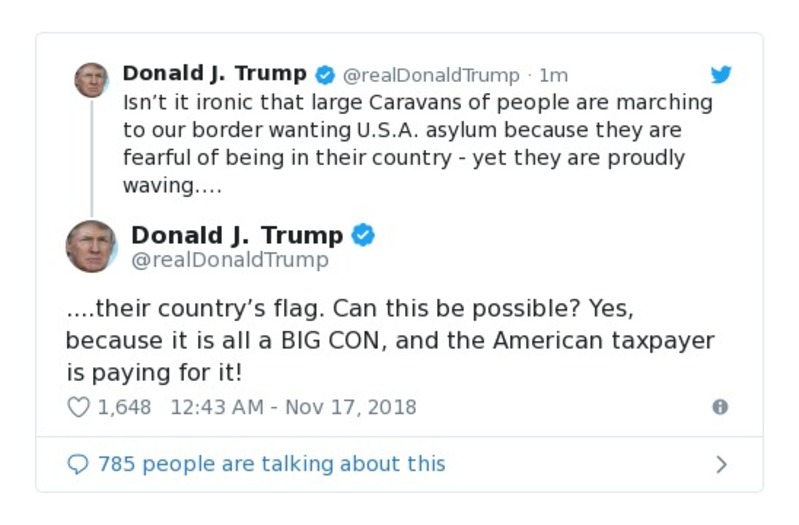 Donald J. Trump @realDonaldTrump · 1m
Isn’t it ironic that large Caravans of people are marching
to our border wanting U.S.A. asylum because they are
fearful of being in their country - yet they are proudly
waving....
Donald J. Trump
@realDonaldTrump
....their country’s flag. Can this be possible? Yes,
because it is all a BIG CON, and the American taxpayer
is paying for it!
1,648 12:43 AM - Nov 17, 2018
785 people are talking about this